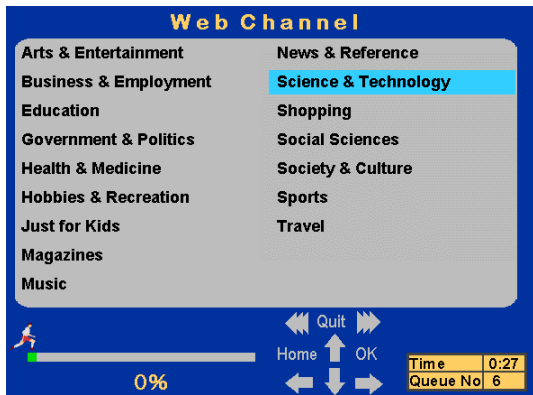 Web Channel
Arts & Entertainment
Business & Employment
Education
Government & Politics
Health & Medicine
Hobbies & Recreation
Just for Kids
Magazines
Music
News & Reference
Science & Technology
Shopping
Social Sciences
Society & Culture
Sports
Travel
Quit
Home OK
0%
Time 0:27
Queue No 6